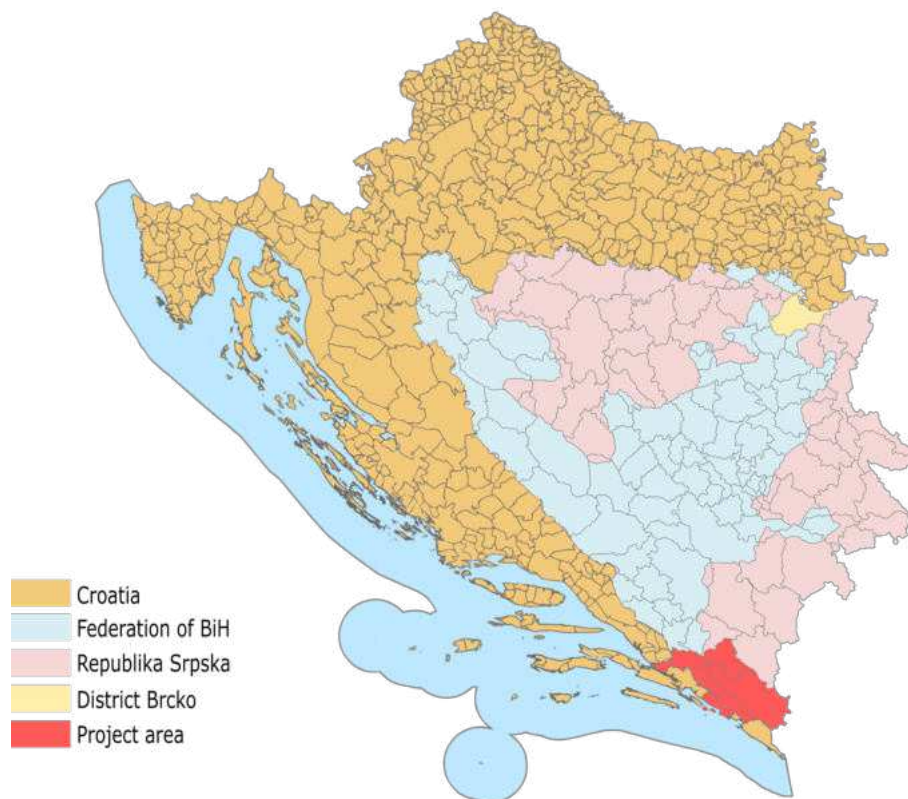 Croatia
Federation of BiH
Republika Srpska
District Brcko
Project area